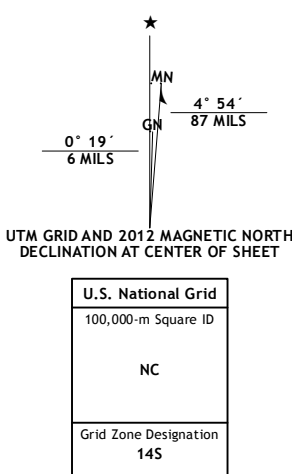 ★
MN
4° 54´
87 MILS
GN
0° 19´
6 MILS
UTM GRID AND 2012 MAGNETIC NORTH
DECLINATION AT CENTER OF SHEET
U.S. National Grid
100,000-m Square ID
NC
Grid Zone Designation
14S